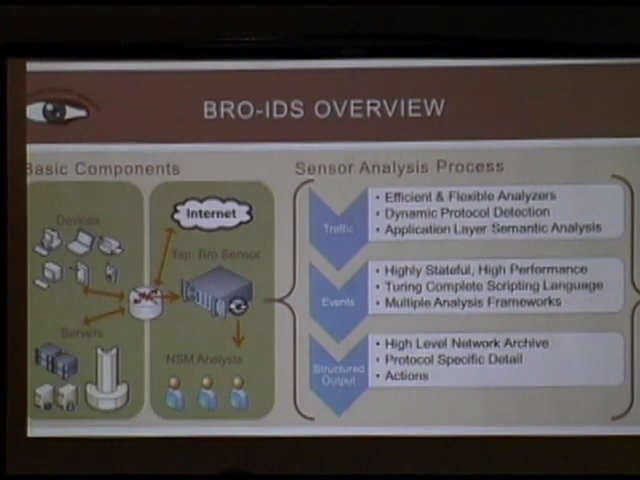 BRO-IDS OVERVIEW
Basic Components
Sensor Analysis Process
Devices
Internet
Tap: Bro Sensor
Servers
NSM Analysts
Traffic
• Efficient & Flexible Analyzers
• Dynamic Protocol Detection
• Application Layer Semantic Analysis
Events
• Highly Stateful, High Performance
• Turing Complete Scripting Language
• Multiple Analysis Frameworks
Structured
Output
• High Level Network Archive
• Protocol Specific Detail
• Actions